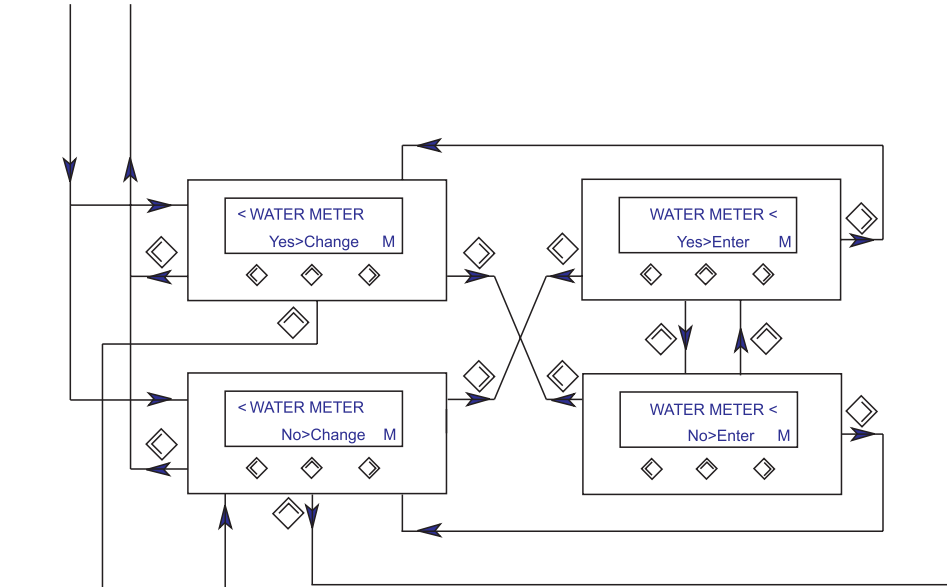 < WATER METER
Yes>Change M
WATER METER <
Yes>Enter M
< WATER METER
No>Change M
WATER METER <
No>Enter M